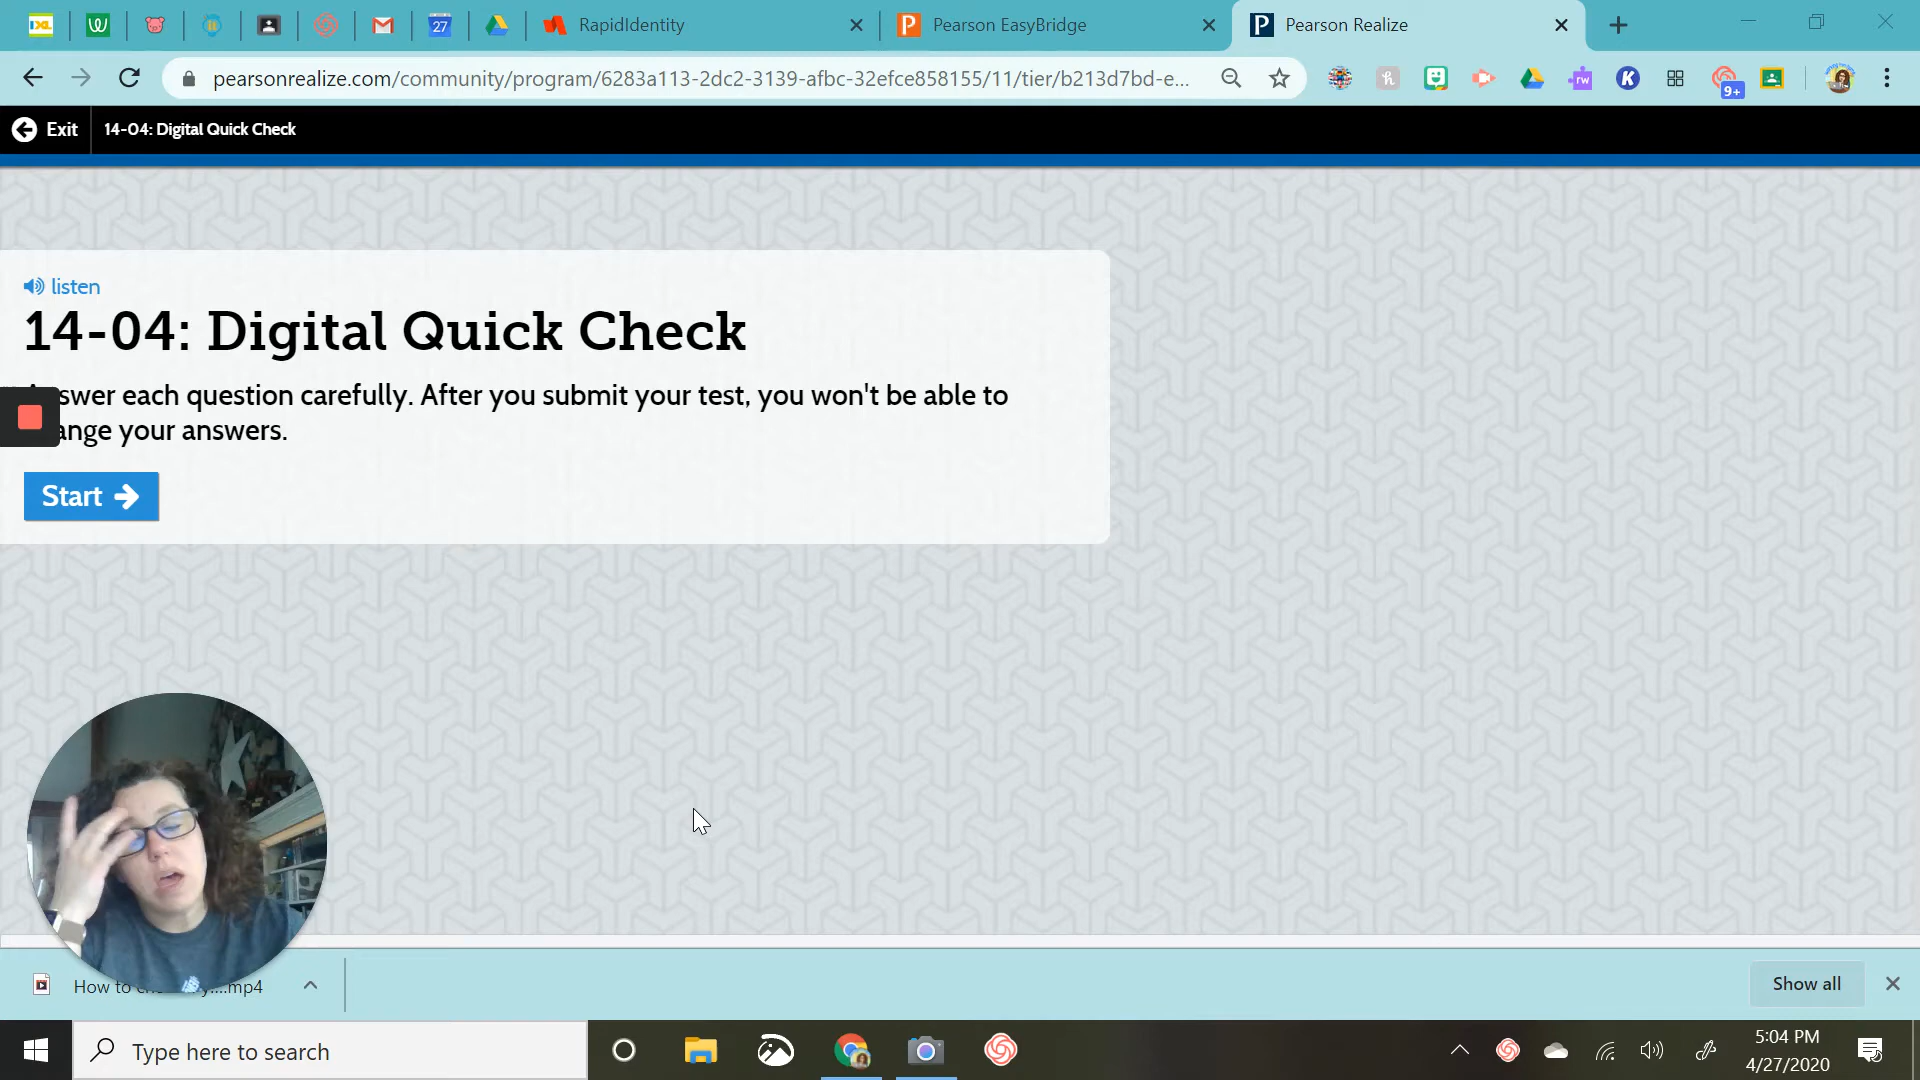 RapidIdentity
Pearson EasyBridge
Pearson Realize
pearsonrealize.com/community/program/6283a113-2dc2-3139-afbc-32efce858155/11/tier/b213d7bd-e...
9+
Exit
14-04: Digital Quick Check
listen
14-04: Digital Quick Check
swer each question carefully. After you submit your test, you won't be able to
ange your answers.
Start
How to ....mp4
Show all
Type here to search
5:04 PM
4/27/2020